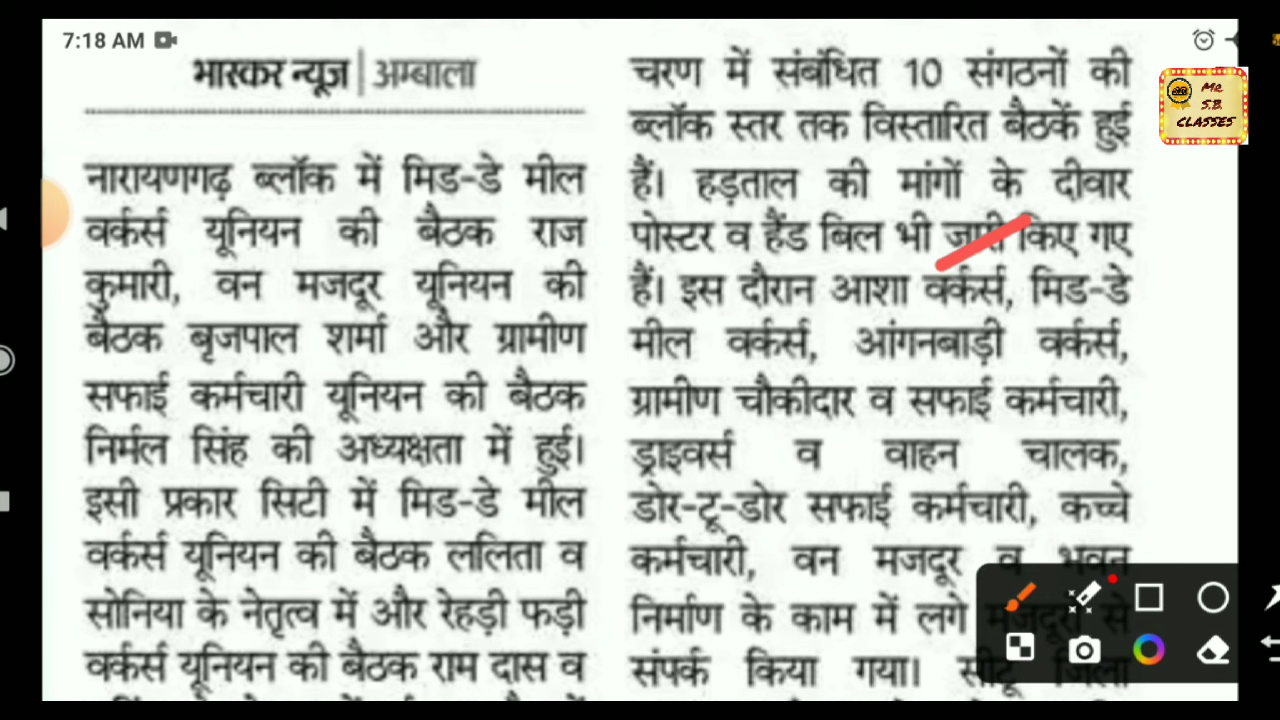 7:18 AM
भास्कर न्यूज | अम्बाला
नारायणगढ़ ब्लॉक में मिड-डे मील
वर्कर्स यूनियन की बैठक राज
कुमारी, वन मजदूर यूनियन की
बैठक बृजपाल शर्मा और ग्रामीण
सफाई कर्मचारी यूनियन की बैठक
निर्मल सिंह की अध्यक्षता में हुई।
इसी प्रकार सिटी में मिड-डे मील
वर्कर्स यूनियन की बैठक ललिता व
सोनिया के नेतृत्व में और रेहड़ी फड़ी
वर्कर्स यूनियन की बैठक राम दास व
चरण में संबंधित 10 संगठनों की
ब्लॉक स्तर तक विस्तारित बैठकें हुई
हैं। हड़ताल की मांगों के दीवार
पोस्टर व हैंड बिल भी जारी किए गए
हैं। इस दौरान आशा वर्कर्स, मिड-डे
मील वर्कर्स, आंगनबाड़ी वर्कर्स,
ग्रामीण चौकीदार व सफाई कर्मचारी,
ड्राइवर्स व वाहन चालक,
डोर-टू-डोर सफाई कर्मचारी, कच्चे
कर्मचारी, वन मजदूर व भवन
निर्माण के काम में लगे मजदूरों से
संपर्क किया गया। सीटू जिला
MR
S.B.
CLASSES